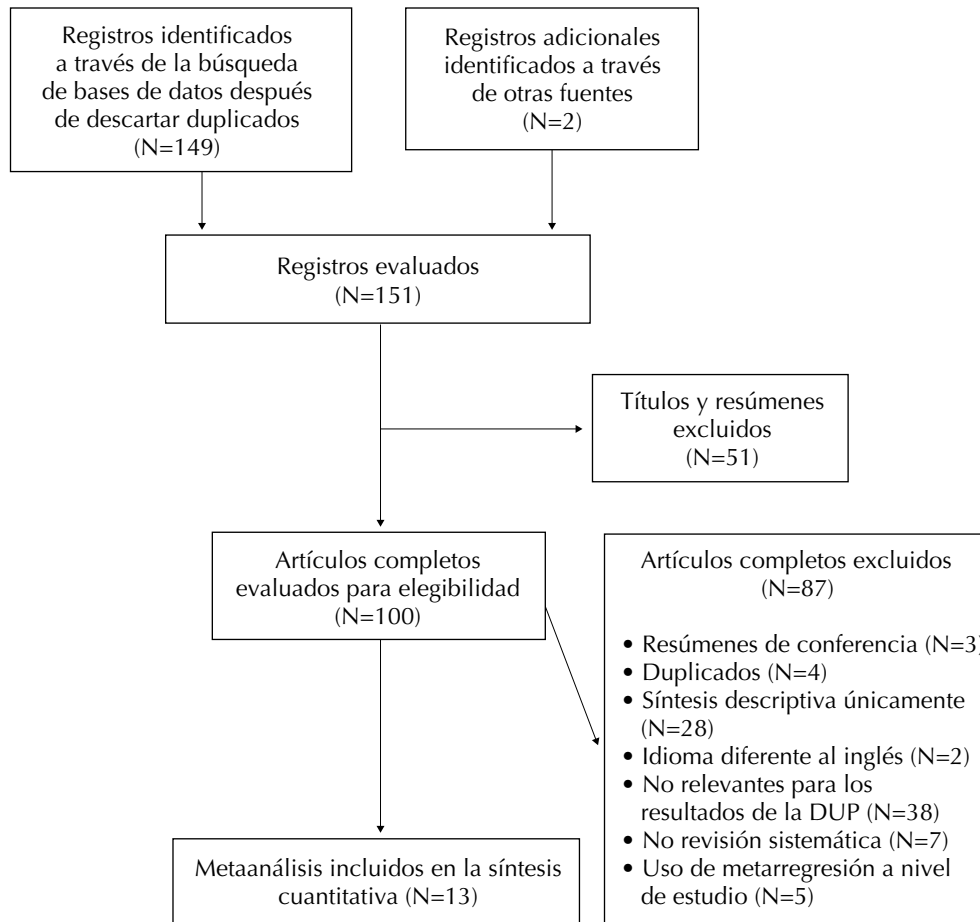 Registros identificados
a través de la búsqueda
de bases de datos después
de descartar duplicados
(N=149)
Registros adicionales
identificados a través
de otras fuentes
(N=2)
Registros evaluados
(N=151)
Títulos y resúmenes
excluidos
(N=51)
Artículos completos
evaluados para elegibilidad
(N=100)
Artículos completos excluidos
(N=87)
• Resúmenes de conferencia (N=3)
• Duplicados (N=4)
• Síntesis descriptiva únicamente
(N=28)
• Idioma diferente al inglés (N=2)
• No relevantes para los
resultados de la DUP (N=38)
• No revisión sistemática (N=7)
• Uso de metarregresión a nivel
de estudio (N=5)
Metaanálisis incluidos en la síntesis
cuantitativa (N=13)